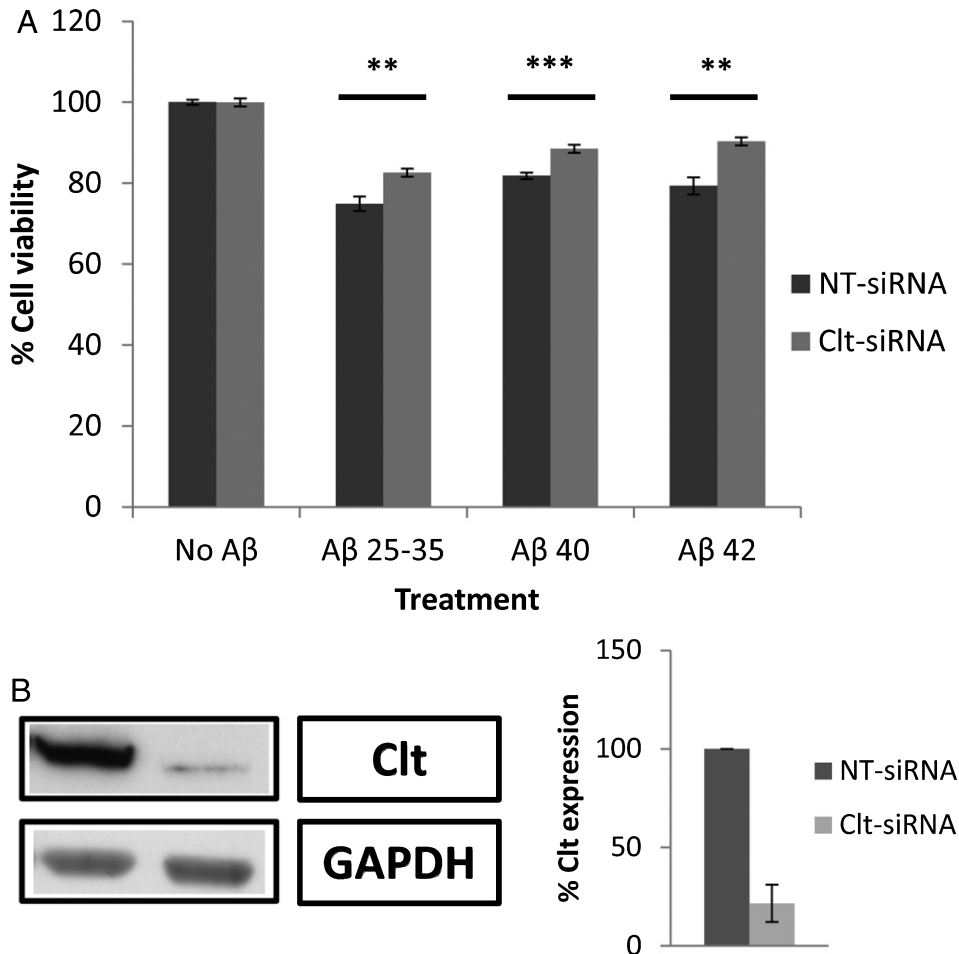 A
120
100
80
60
40
20
0
% Cell viability
**
***
**
NT-siRNA
Clt-siRNA
No Aβ
Aβ 25-35
Aβ 40
Aβ 42
Treatment
B
Clt
GAPDH
150
100
50
0
% Clt expression
NT-siRNA
Clt-siRNA